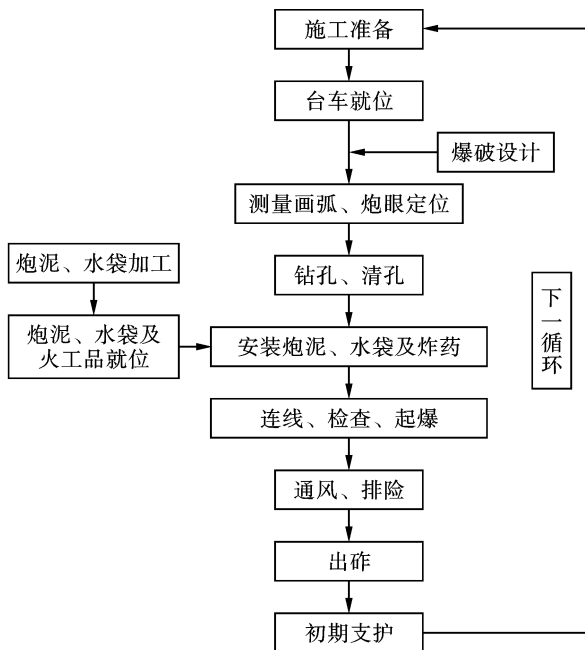 施工准备
台车就位
爆破设计
测量画弧、炮眼定位
炮泥、水袋加工
钻孔、清孔
炮泥、水袋及
火工品就位
安装炮泥、水袋及炸药
下一循环
连线、检查、起爆
通风、排险
出砟
初期支护